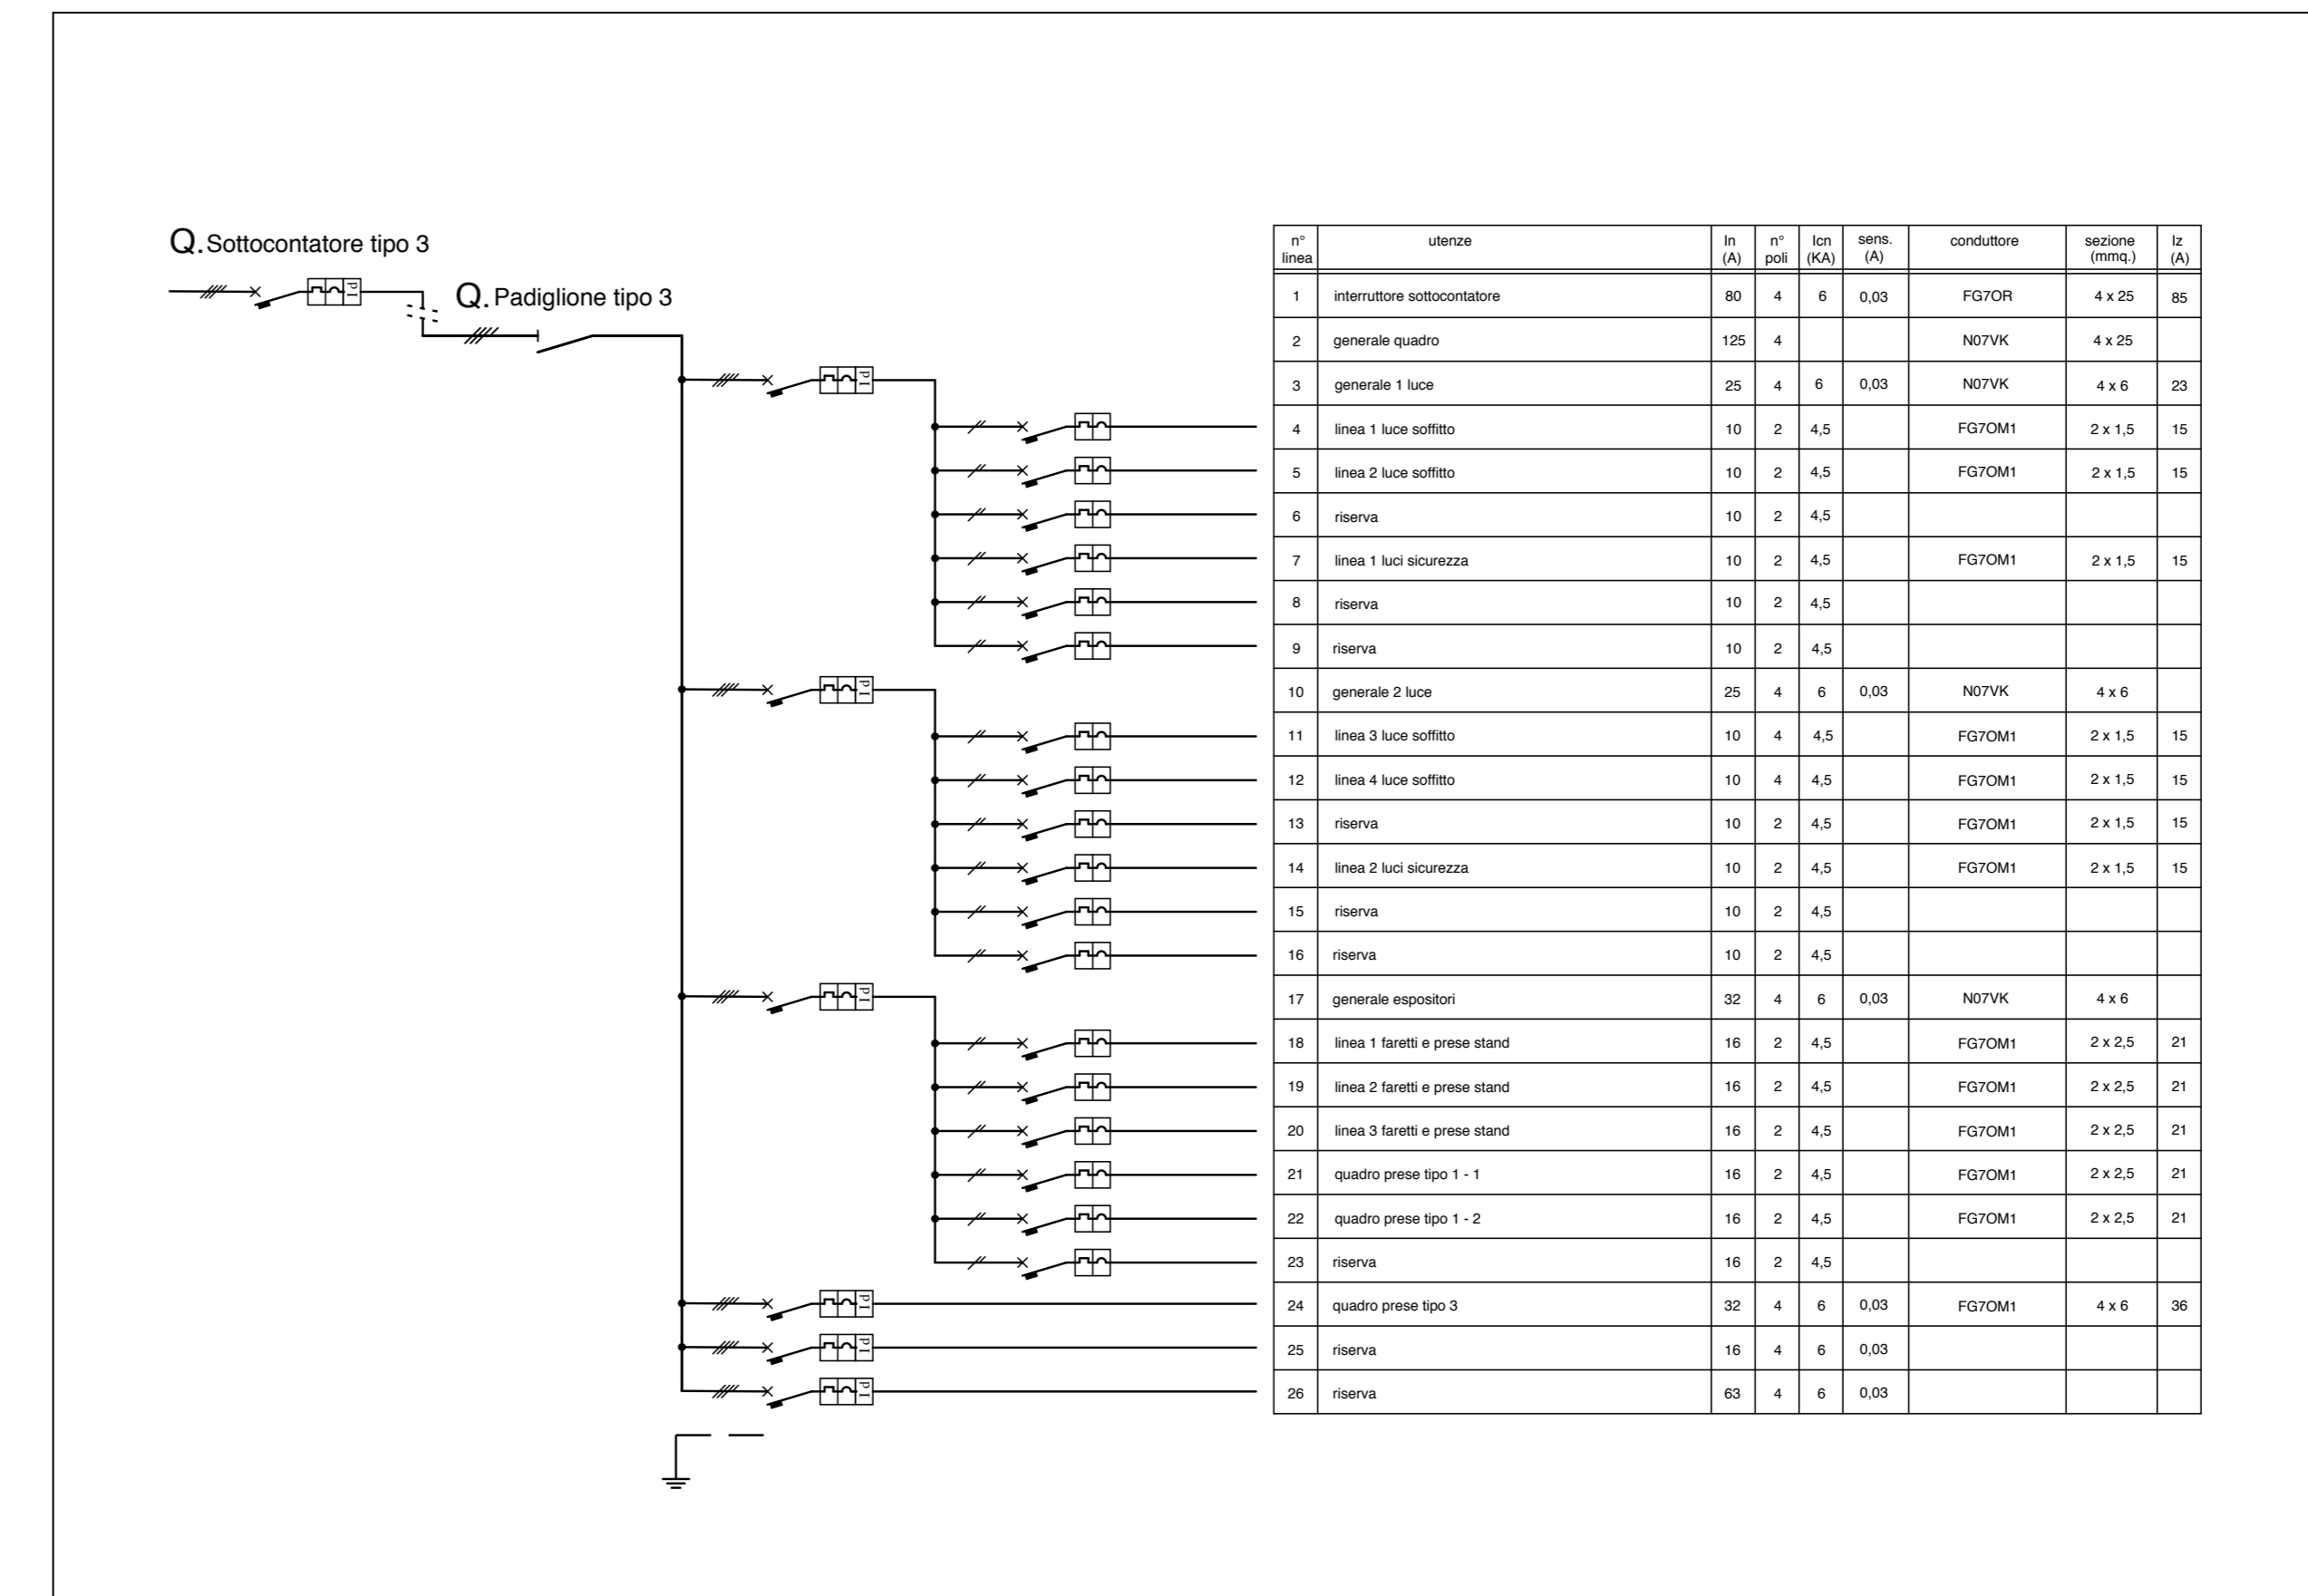 Q. Sottocontatore tipo 3
Q. Padiglione tipo 3
n° linea utenze In (A) n° poli Icn (KA) sens. (A) conduttore sezione (mmq.) Iz (A)
1 interruttore sottocontatore 80 4 6 0,03 FG7OR 4 x 25 85
2 generale quadro 125 4 N07VK 4 x 25
3 generale 1 luce 25 4 6 0,03 N07VK 4 x 6 23
4 linea 1 luce soffitto 10 2 4,5 FG7OM1 2 x 1,5 15
5 linea 2 luce soffitto 10 2 4,5 FG7OM1 2 x 1,5 15
6 riserva 10 2 4,5
7 linea 1 luci sicurezza 10 2 4,5 FG7OM1 2 x 1,5 15
8 riserva 10 2 4,5
9 riserva 10 2 4,5
10 generale 2 luce 25 4 6 0,03 N07VK 4 x 6
11 linea 3 luce soffitto 10 4 4,5 FG7OM1 2 x 1,5 15
12 linea 4 luce soffitto 10 4 4,5 FG7OM1 2 x 1,5 15
13 riserva 10 2 4,5 FG7OM1 2 x 1,5 15
14 linea 2 luci sicurezza 10 2 4,5 FG7OM1 2 x 1,5 15
15 riserva 10 2 4,5
16 riserva 10 2 4,5
17 generale espositori 32 4 6 0,03 N07VK 4 x 6
18 linea 1 faretti e prese stand 16 2 4,5 FG7OM1 2 x 2,5 21
19 linea 2 faretti e prese stand 16 2 4,5 FG7OM1 2 x 2,5 21
20 linea 3 faretti e prese stand 16 2 4,5 FG7OM1 2 x 2,5 21
21 quadro prese tipo 1 - 1 16 2 4,5 FG7OM1 2 x 2,5 21
22 quadro prese tipo 1 - 2 16 2 4,5 FG7OM1 2 x 2,5 21
23 riserva 16 2 4,5
24 quadro prese tipo 3 32 4 6 0,03 FG7OM1 4 x 6 36
25 riserva 16 4 6 0,03
26 riserva 63 4 6 0,03
Id
Id
Id
Id
Id
Id
Id